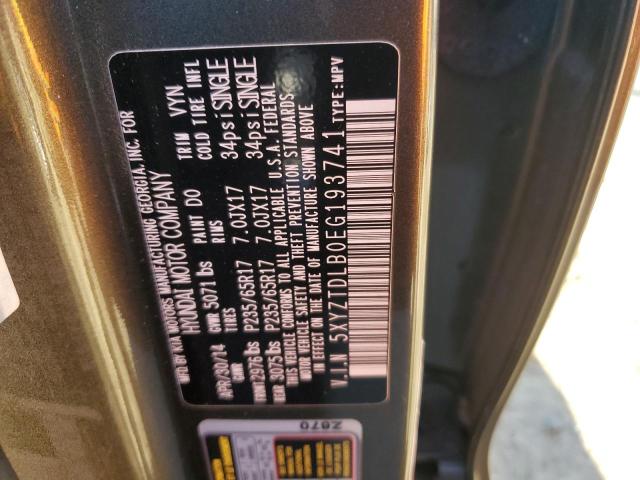 MFD. BY KIA MOTORS MANUFACTURING GEORGIA, INC. FOR
HYUNDAI MOTOR COMPANY TRIM VYN
APR/30/14 GWR 5071 lbs PAINT DO COLD TIRE INFL
GAWR TIRES RIMS
FRONT 2976 lbs P235/65R17 7.0JX17 34psi SINGLE
REAR 3075 lbs P235/65R17 7.0JX17 34psi SINGLE
THIS VEHICLE CONFORMS TO ALL APPLICABLE U.S.A. FEDERAL
MOTOR VEHICLE SAFETY AND THEFT PREVENTION STANDARDS
IN EFFECT ON THE DATE OF MANUFACTURE SHOWN ABOVE
V.I.N 5XYZTDLB0EG193741 TYPE:MPV
2870